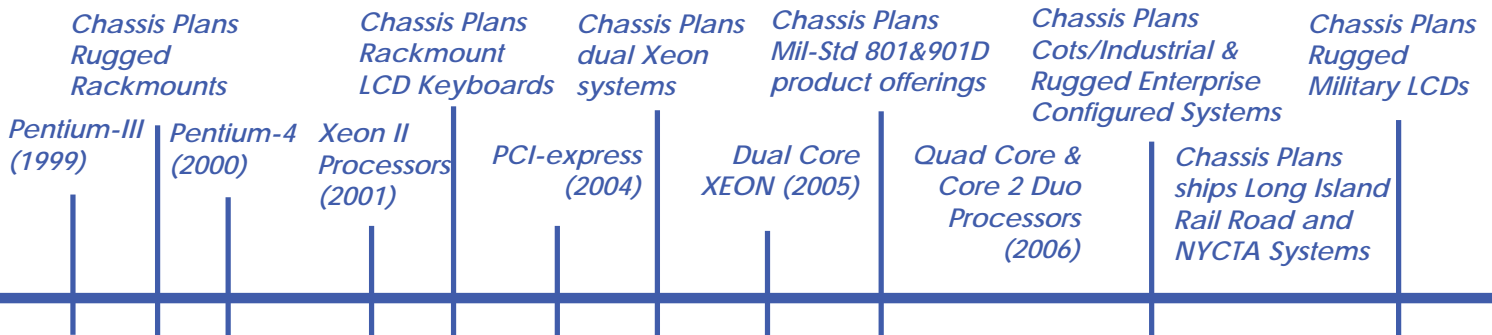 Chassis Plans
Rugged
Rackmounts
Pentium-III
(1999)
Pentium-4
(2000)
Xeon II
Processors
(2001)
Chassis Plans
Rackmount
LCD Keyboards
PCI-express
(2004)
Chassis Plans
dual Xeon
systems
Dual Core
XEON (2005)
Chassis Plans
Mil-Std 801&901D
product offerings
Quad Core &
Core 2 Duo
Processors
(2006)
Chassis Plans
Cots/Industrial &
Rugged Enterprise
Configured Systems
Chassis Plans
ships Long Island
Rail Road and
NYCTA Systems
Chassis Plans
Rugged
Military LCDs